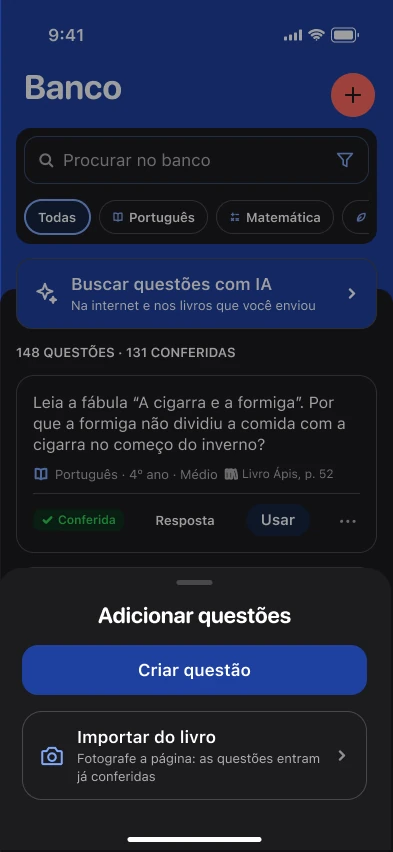 9:41
Banco
Procurar no banco
Todas
Português
Matemática
Buscar questões com IA
Na internet e nos livros que você enviou
148 QUESTÕES · 131 CONFERIDAS
Leia a fábula “A cigarra e a formiga”. Por
que a formiga não dividiu a comida com a
cigarra no começo do inverno?
Português · 4º ano · Médio Livro Ápis, p. 52
Conferida
Resposta
Usar
Adicionar questões
Criar questão
Importar do livro
Fotografe a página: as questões entram
já conferidas